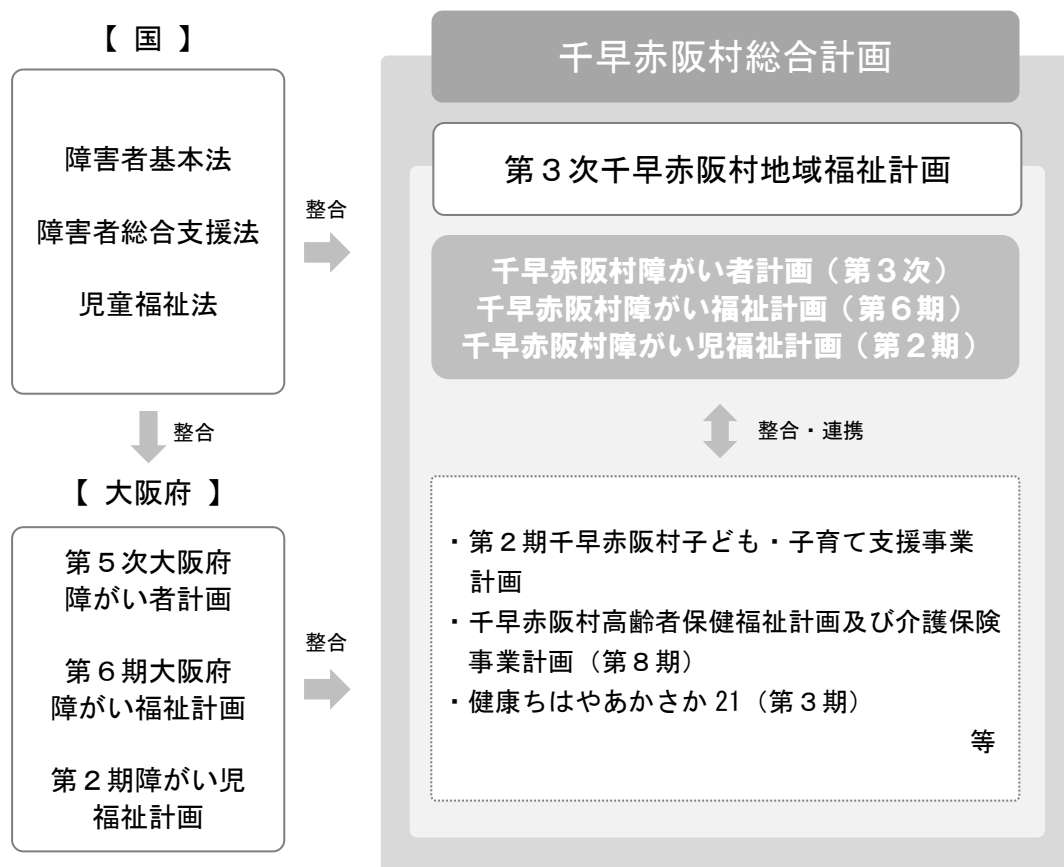 【 国 】
障害者基本法
障害者総合支援法
児童福祉法
整合
整合
【 大阪府 】
第５次大阪府
障がい者計画
第６期大阪府
障がい福祉計画
第２期障がい児
福祉計画
整合
千早赤阪村総合計画
第３次千早赤阪村地域福祉計画
千早赤阪村障がい者計画（第３次）
千早赤阪村障がい福祉計画（第６期）
千早赤阪村障がい児福祉計画（第２期）
整合・連携
・第２期千早赤阪村子ども・子育て支援事業
計画
・千早赤阪村高齢者保健福祉計画及び介護保険
事業計画（第８期）
・健康ちはやあかさか 21（第３期）
等